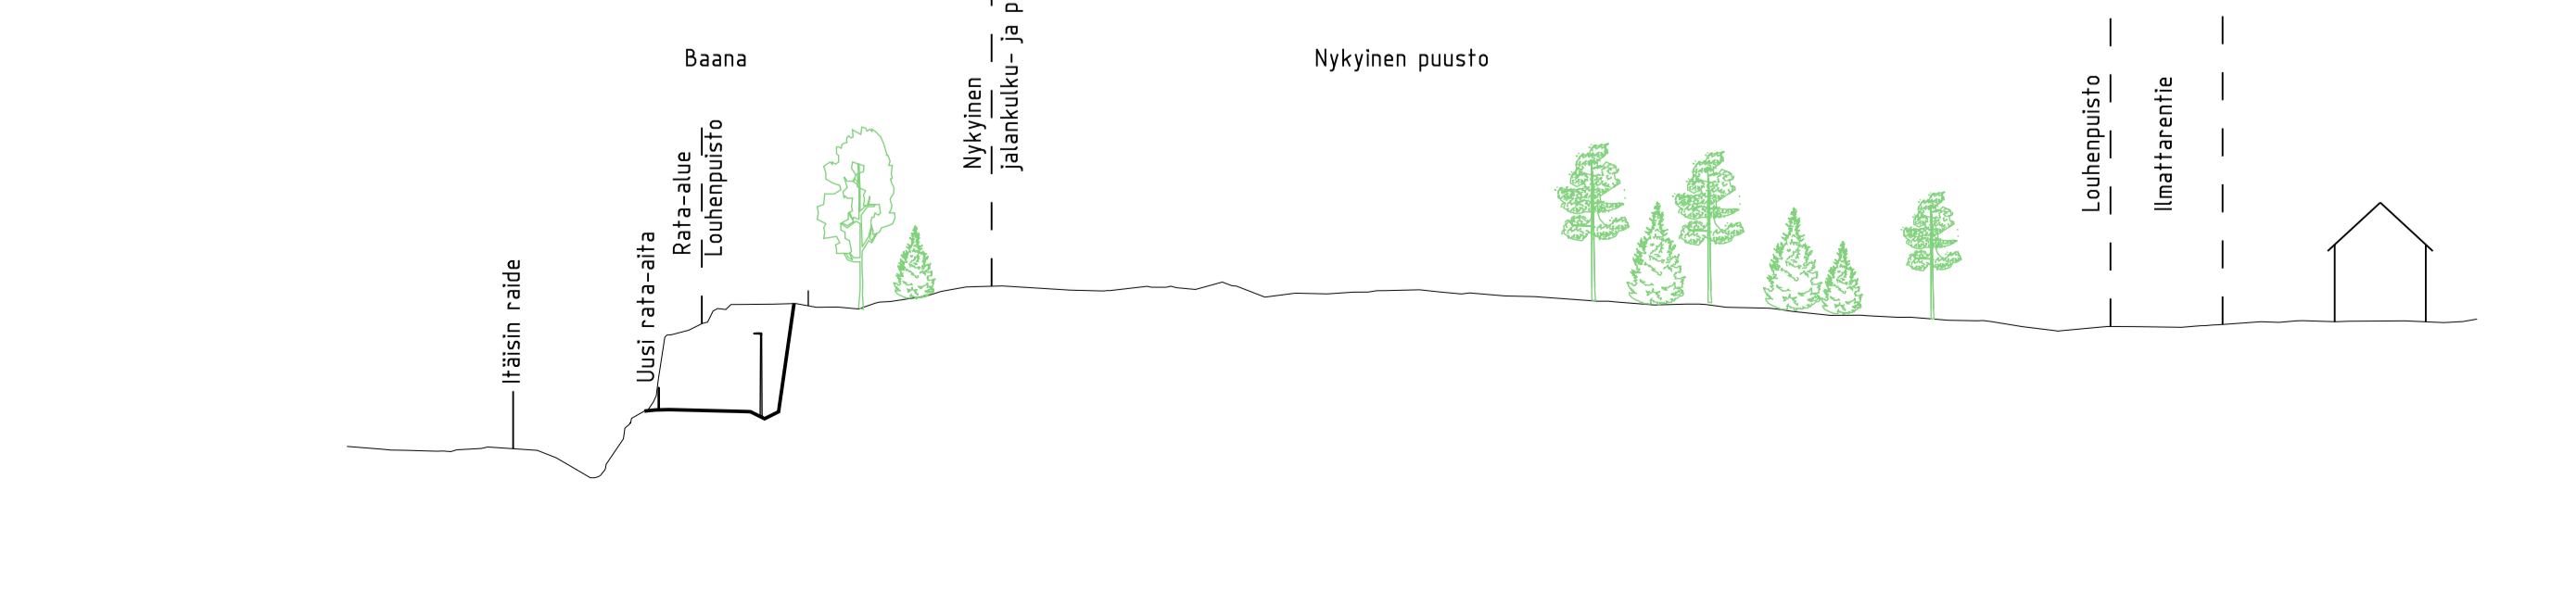 Baana
Nykyinen puusto
Itäisin raide
Uusi rata-aita
Rata-alue
Louhenpuisto
Nykyinen
jalankulku- ja
Louhenpuisto
Ilmattarentie